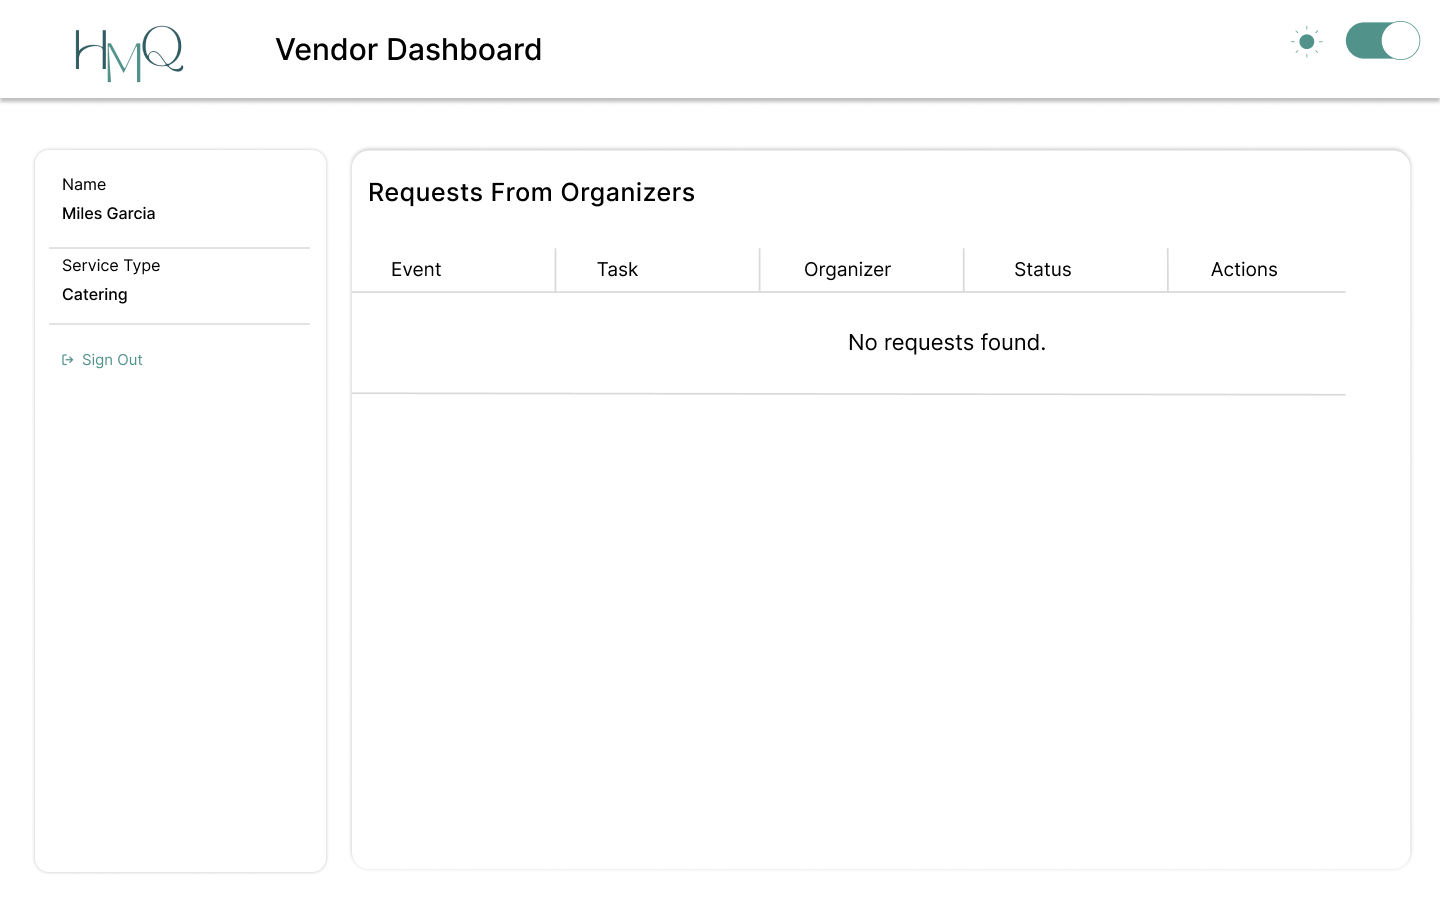 HMQ
Vendor Dashboard
Name
Miles Garcia
Service Type
Catering
Sign Out
Requests From Organizers
Event Task Organizer Status Actions
No requests found.